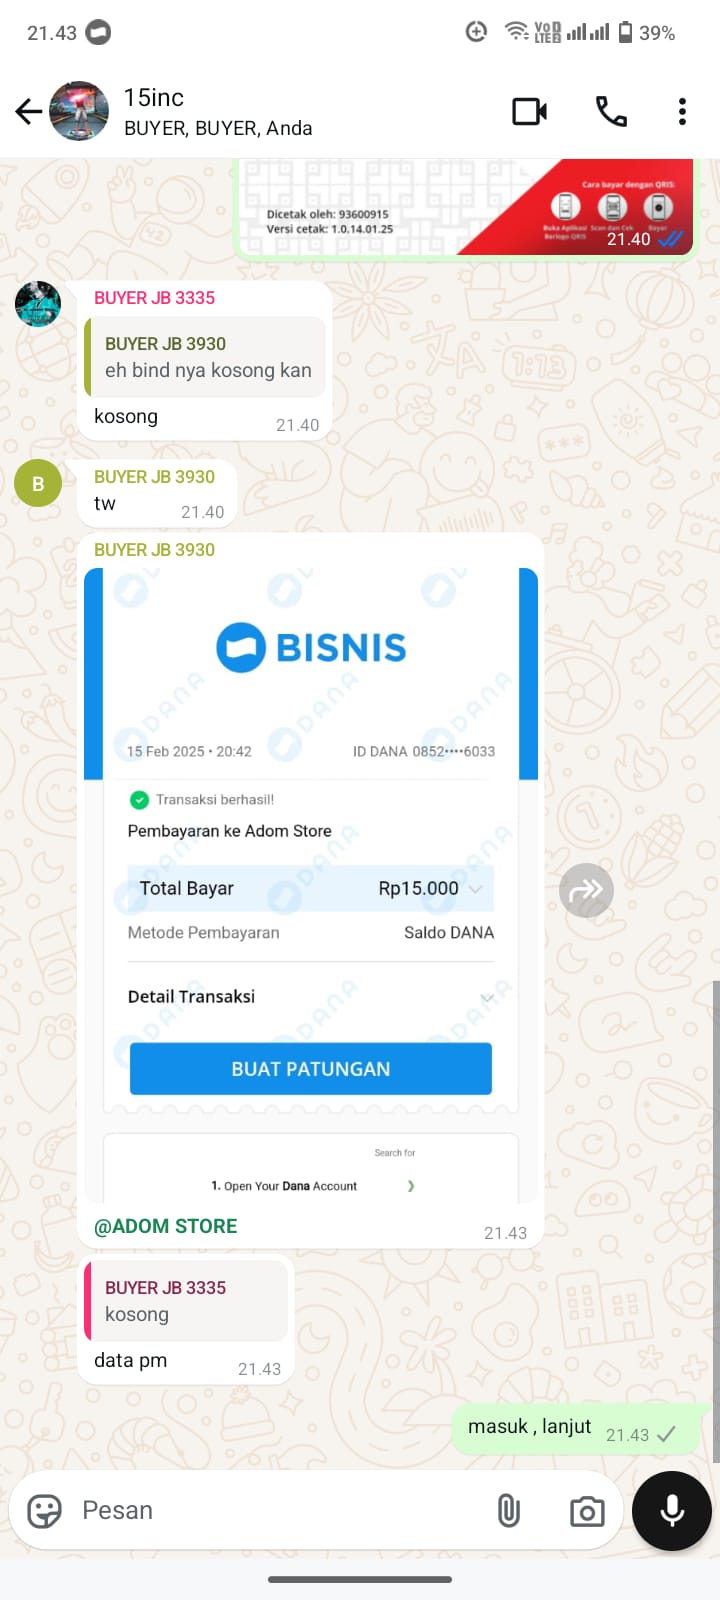 21.43
VoD
LTE2
39%
15inc
BUYER, BUYER, Anda
Dicetak oleh: 93600915
Versi cetak: 1.0.14.01.25
Cara bayar dengan QRIS:
Buka Aplikasi Scan dan Cek Bayar
Berlogo QRIS
21.40
BUYER JB 3335
BUYER JB 3930
eh bind nya kosong kan
kosong
21.40
B
BUYER JB 3930
tw
21.40
BUYER JB 3930
BISNIS
15 Feb 2025 • 20:42
ID DANA 0852••••6033
Transaksi berhasil!
Pembayaran ke Adom Store
Total Bayar
Rp15.000
Metode Pembayaran
Saldo DANA
Detail Transaksi
BUAT PATUNGAN
Search for
1. Open Your Dana Account
@ADOM STORE
21.43
BUYER JB 3335
kosong
data pm
21.43
masuk , lanjut
21.43
Pesan